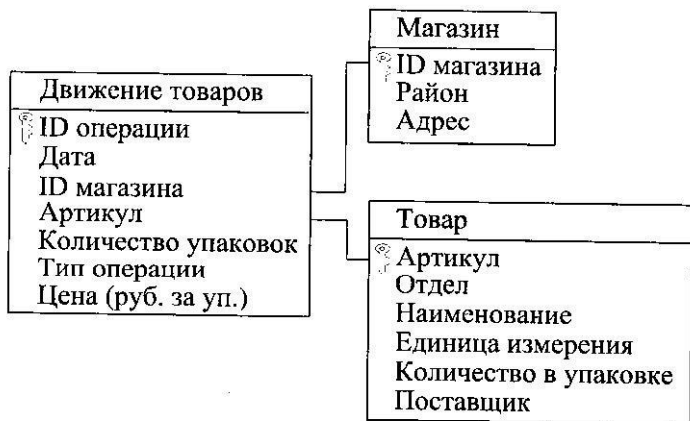 Движение товаров
ID операции
Дата
ID магазина
Артикул
Количество упаковок
Тип операции
Цена (руб. за уп.)
Магазин
ID магазина
Район
Адрес
Товар
Артикул
Отдел
Наименование
Единица измерения
Количество в упаковке
Поставщик